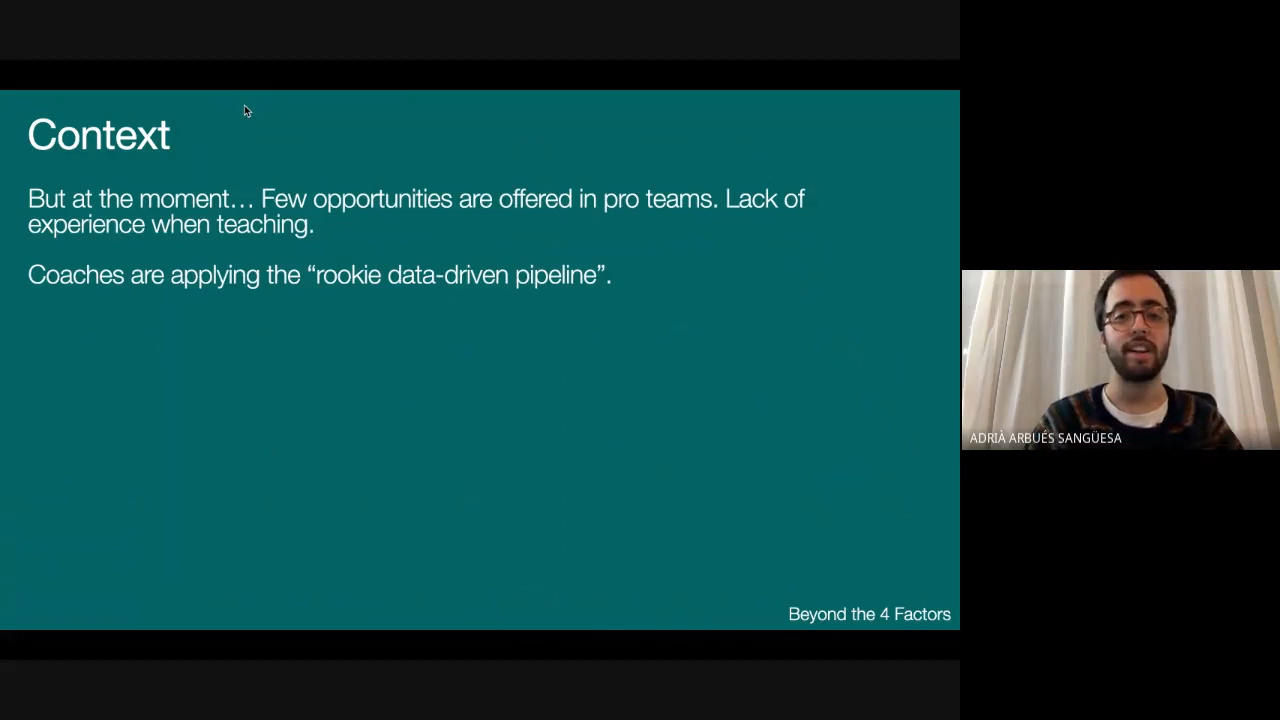 Context
But at the moment… Few opportunities are offered in pro teams. Lack of
experience when teaching.
Coaches are applying the “rookie data-driven pipeline”.
ADRIÀ ARBUÉS SANGÜESA
Beyond the 4 Factors